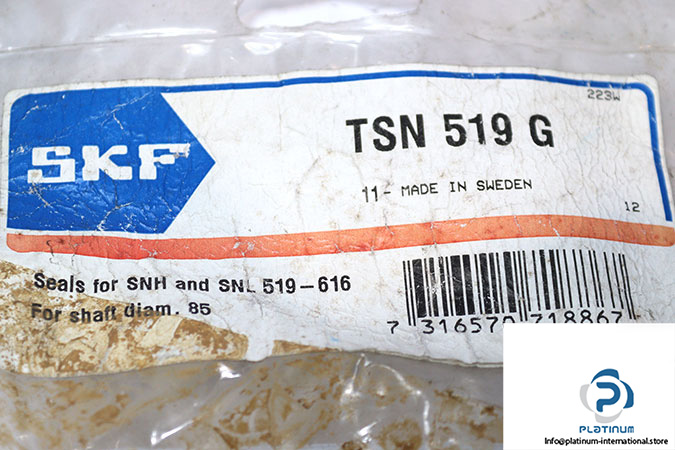 223W
SKF
TSN 519 G
11- MADE IN SWEDEN
12
Seals for SNH and SNL 519-616
For shaft diam. 85
7 316570 718867
PLATINUM
Info@platinum-international.store